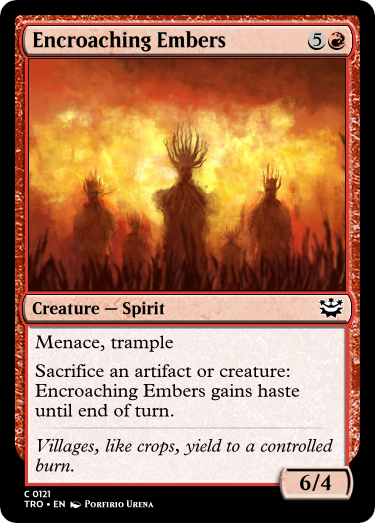 Encroaching Embers 5
Creature — Spirit
Menace, trample
Sacrifice an artifact or creature:
Encroaching Embers gains haste
until end of turn.
Villages, like crops, yield to a controlled
burn.
6/4
C 0121
TRO • EN Porfirio Urena